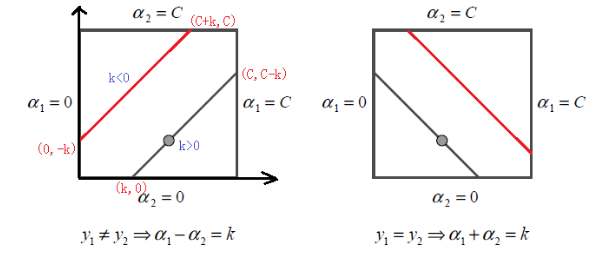 α₂ = C
(C+k, C)
k<0
(C, C-k)
α₁ = 0
α₁ = C
(0, -k)
k>0
(k, 0)
α₂ = 0
y₁ ≠ y₂ ⇒ α₁ - α₂ = k
α₂ = C
α₁ = 0
α₁ = C
α₂ = 0
y₁ = y₂ ⇒ α₁ + α₂ = k